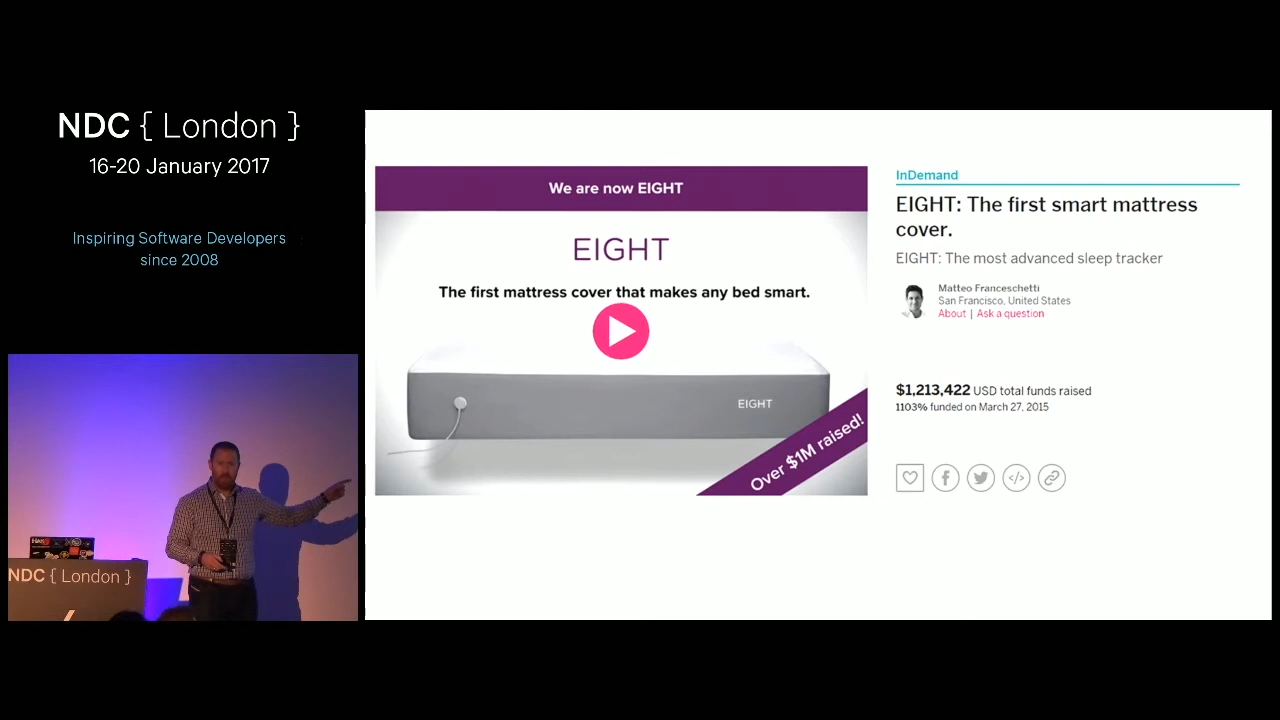 NDC { London }
16-20 January 2017
Inspiring Software Developers
since 2008
NDC { London }
We are now EIGHT
EIGHT
The first mattress cover that makes any bed smart.
EIGHT
Over $1M raised!
InDemand
EIGHT: The first smart mattress
cover.
EIGHT: The most advanced sleep tracker
Matteo Franceschetti
San Francisco, United States
About | Ask a question
$1,213,422 USD total funds raised
1103% funded on March 27, 2015